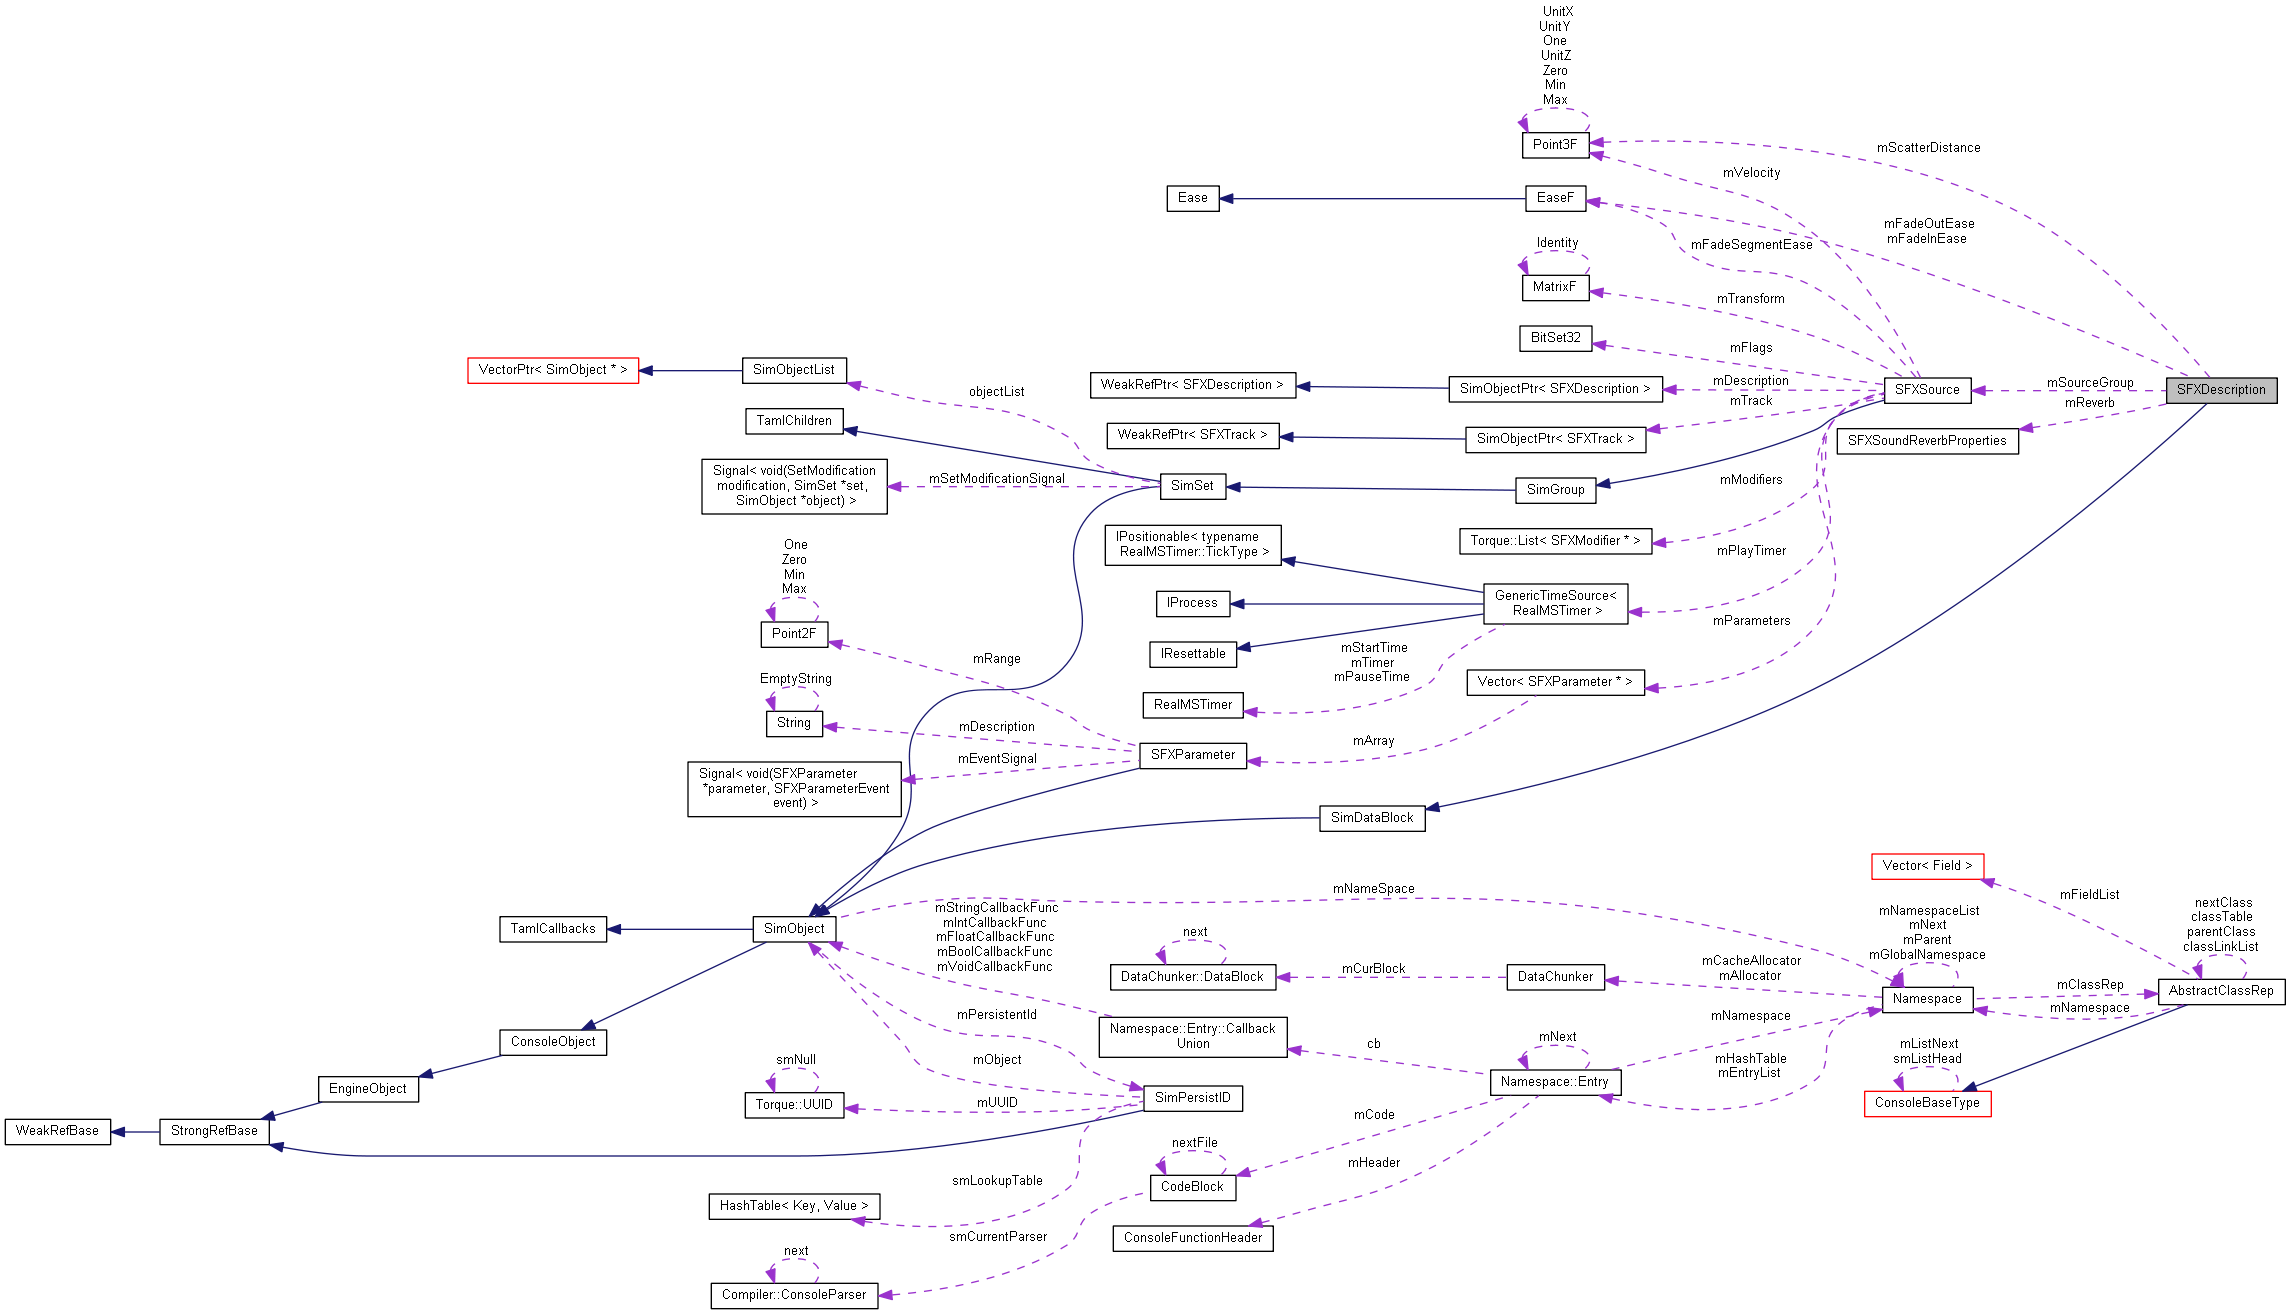 UnitX
UnitY
One
UnitZ
Zero
Min
Max
Point3F
mScatterDistance
mVelocity
Ease
EaseF
mFadeOutEase
mFadeInEase
mFadeSegmentEase
Identity
MatrixF
mTransform
BitSet32
mFlags
VectorPtr< SimObject * >
SimObjectList
WeakRefPtr< SFXDescription >
SimObjectPtr< SFXDescription >
mDescription
SFXSource
mSourceGroup
SFXDescription
objectList
mTrack
mReverb
TamlChildren
WeakRefPtr< SFXTrack >
SimObjectPtr< SFXTrack >
SFXSoundReverbProperties
Signal< void(SetModification
modification, SimSet *set,
SimObject *object) >
mSetModificationSignal
SimSet
SimGroup
mModifiers
IPositionable< typename
RealMSTimer::TickType >
Torque::List< SFXModifier * >
mPlayTimer
One
Zero
Min
Max
Point2F
IProcess
GenericTimeSource<
RealMSTimer >
mParameters
IResettable
mStartTime
mTimer
mPauseTime
mRange
EmptyString
String
Vector< SFXParameter * >
RealMSTimer
mDescription
mArray
SFXParameter
mEventSignal
Signal< void(SFXParameter
*parameter, SFXParameterEvent
event) >
SimDataBlock
Vector< Field >
mNameSpace
mFieldList
nextClass
classTable
parentClass
classLinkList
mStringCallbackFunc
mIntCallbackFunc
mFloatCallbackFunc
mBoolCallbackFunc
mVoidCallbackFunc
mNamespaceList
mNext
mParent
mGlobalNamespace
TamlCallbacks
SimObject
next
DataChunker::DataBlock
mCurBlock
DataChunker
mCacheAllocator
mAllocator
Namespace
mClassRep
AbstractClassRep
mNamespace
mPersistentId
Namespace::Entry::Callback
Union
mNamespace
ConsoleObject
mObject
cb
mNext
mHashTable
mEntryList
mListNext
smListHead
smNull
EngineObject
Torque::UUID
mUUID
SimPersistID
Namespace::Entry
ConsoleBaseType
mCode
WeakRefBase
StrongRefBase
nextFile
mHeader
smLookupTable
CodeBlock
HashTable< Key, Value >
smCurrentParser
ConsoleFunctionHeader
next
Compiler::ConsoleParser